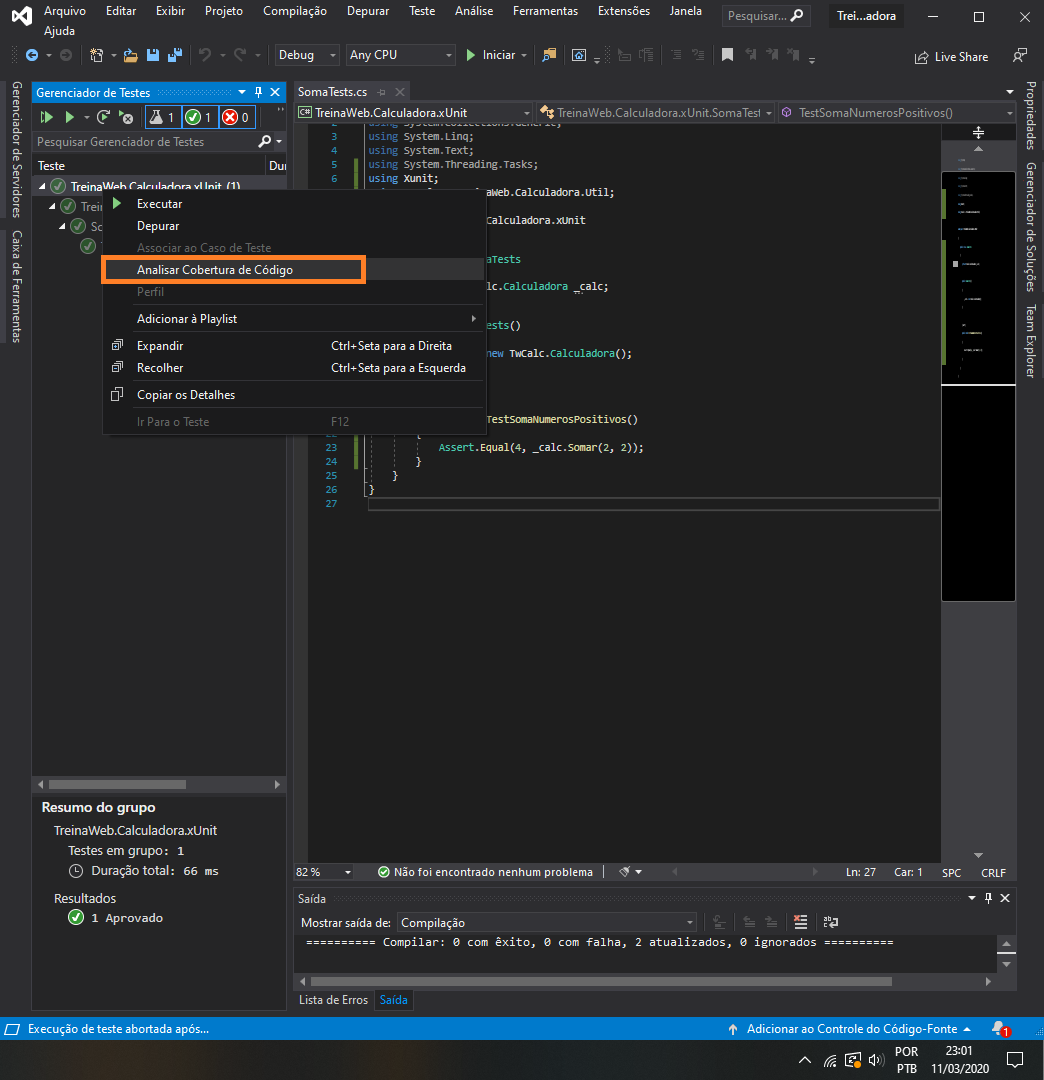 Arquivo Editar Exibir Projeto Compilação Depurar Teste Análise Ferramentas Extensões Janela Pesquisar... Trei...adora
Ajuda
Debug Any CPU Iniciar Live Share
Gerenciador de Servidores
Caixa de Ferramentas
Gerenciador de Testes
1 1 0
Pesquisar Gerenciador de Testes
Teste Dur
TreinaWeb.Calculadora.xUnit (1)
Trei
So
Executar
Depurar
Associar ao Caso de Teste
Analisar Cobertura de Código
Perfil
Adicionar à Playlist
Expandir Ctrl+Seta para a Direita
Recolher Ctrl+Seta para a Esquerda
Copiar os Detalhes
Ir Para o Teste F12
SomaTests.cs
C# TreinaWeb.Calculadora.xUnit TreinaWeb.Calculadora.xUnit.SomaTest TestSomaNumerosPositivos()
using System.Collections.Generic;
3 using System.Linq;
4 using System.Text;
5 using System.Threading.Tasks;
6 using Xunit;
aWeb.Calculadora.Util;
Calculadora.xUnit
aTests
lc.Calculadora _calc;
ests()
new TwCalc.Calculadora();
TestSomaNumerosPositivos()
22 {
23 Assert.Equal(4, _calc.Somar(2, 2));
24 }
25 }
26 }
27
Propriedades
Gerenciador de Soluções
Team Explorer
Resumo do grupo
TreinaWeb.Calculadora.xUnit
Testes em grupo: 1
Duração total: 66 ms
Resultados
1 Aprovado
82 % Não foi encontrado nenhum problema Ln: 27 Car: 1 SPC CRLF
Saída
Mostrar saída de: Compilação
========== Compilar: 0 com êxito, 0 com falha, 2 atualizados, 0 ignorados ==========
Lista de Erros Saída
Execução de teste abortada após... Adicionar ao Controle do Código-Fonte 1
POR 23:01
PTB 11/03/2020